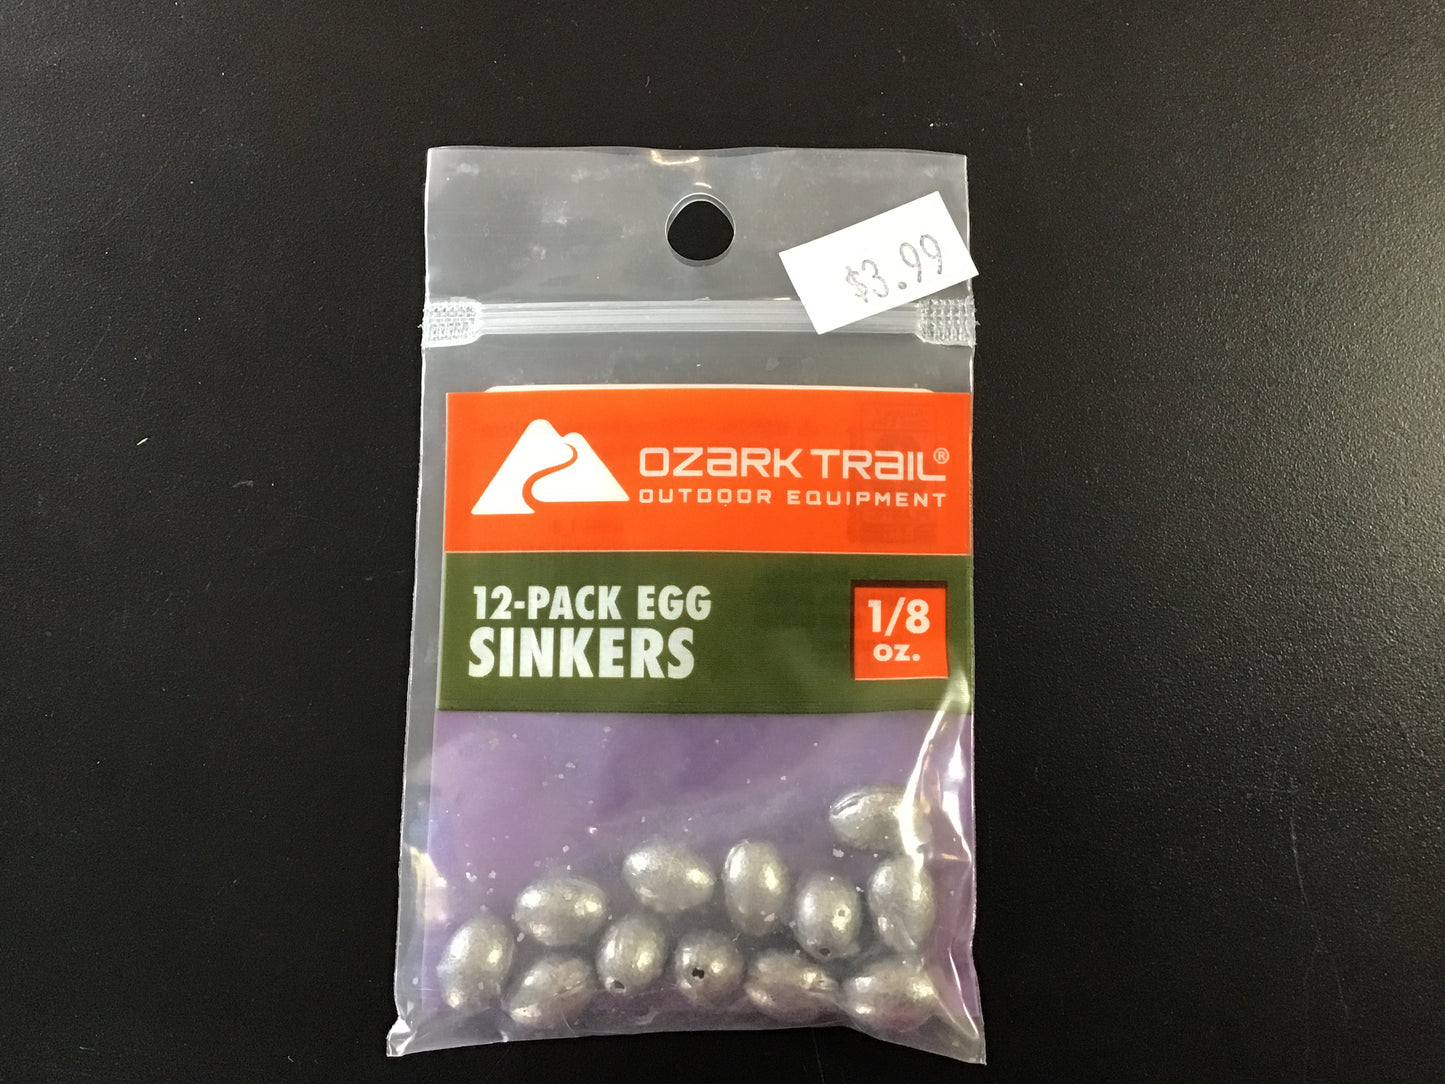 $3.99
OZARK TRAIL®
OUTDOOR EQUIPMENT
12-PACK EGG
SINKERS
1/8
oz.